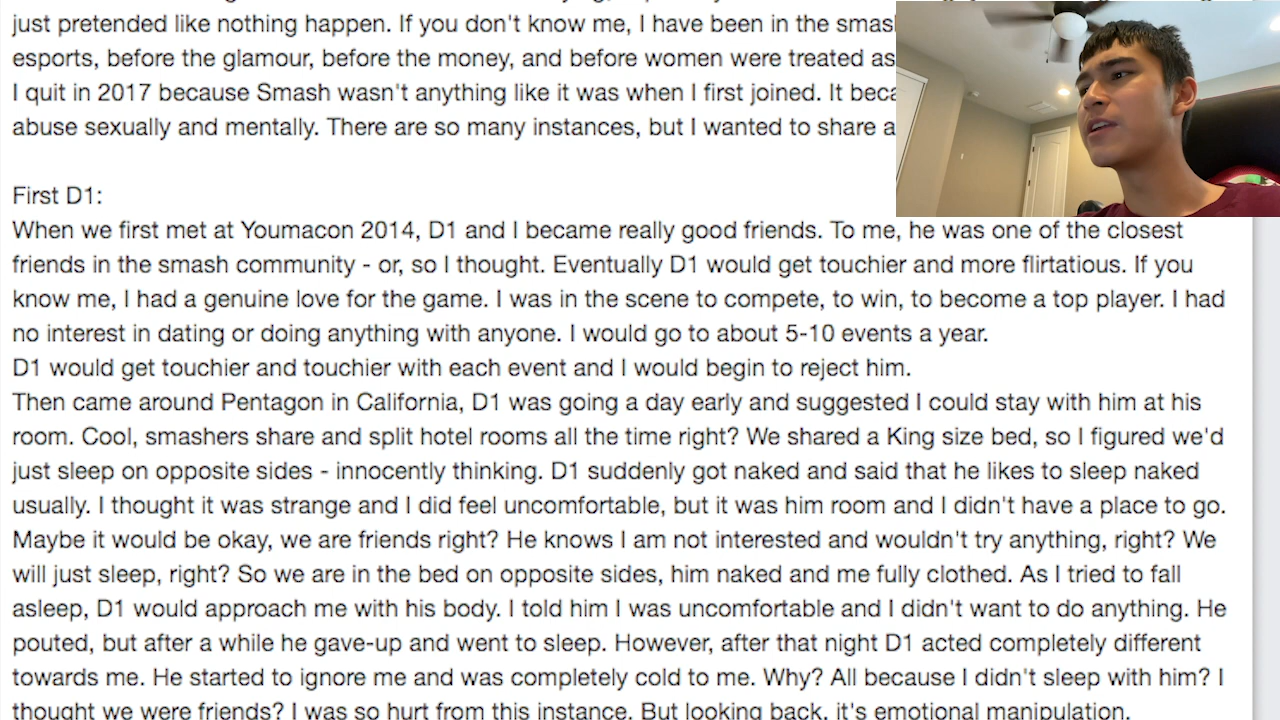 just pretended like nothing happen. If you don't know me, I have been in the smas
esports, before the glamour, before the money, and before women were treated as
I quit in 2017 because Smash wasn't anything like it was when I first joined. It beca
abuse sexually and mentally. There are so many instances, but I wanted to share a
First D1:
When we first met at Youmacon 2014, D1 and I became really good friends. To me, he was one of the closest
friends in the smash community - or, so I thought. Eventually D1 would get touchier and more flirtatious. If you
know me, I had a genuine love for the game. I was in the scene to compete, to win, to become a top player. I had
no interest in dating or doing anything with anyone. I would go to about 5-10 events a year.
D1 would get touchier and touchier with each event and I would begin to reject him.
Then came around Pentagon in California, D1 was going a day early and suggested I could stay with him at his
room. Cool, smashers share and split hotel rooms all the time right? We shared a King size bed, so I figured we'd
just sleep on opposite sides - innocently thinking. D1 suddenly got naked and said that he likes to sleep naked
usually. I thought it was strange and I did feel uncomfortable, but it was him room and I didn't have a place to go.
Maybe it would be okay, we are friends right? He knows I am not interested and wouldn't try anything, right? We
will just sleep, right? So we are in the bed on opposite sides, him naked and me fully clothed. As I tried to fall
asleep, D1 would approach me with his body. I told him I was uncomfortable and I didn't want to do anything. He
pouted, but after a while he gave-up and went to sleep. However, after that night D1 acted completely different
towards me. He started to ignore me and was completely cold to me. Why? All because I didn't sleep with him? I
thought we were friends? I was so hurt from this instance. But looking back, it's emotional manipulation.